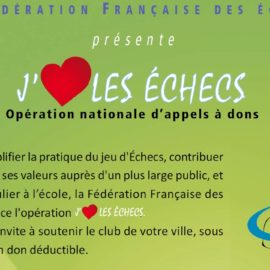 Fédération Française des É
présente
J'❤LES ÉCHECS
Opération nationale d'appels à dons
plifier la pratique du jeu d'Échecs, contribuer
ses valeurs auprès d'un plus large public, et
ulier à l'école, la Fédération Française des
ce l'opération J'❤LES ÉCHECS.
nvite à soutenir le club de votre ville, sous
n don déductible.